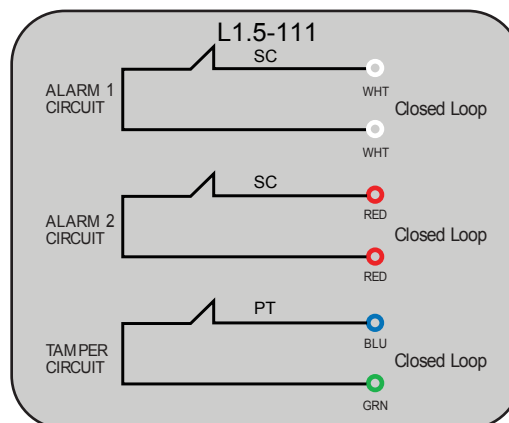 L1.5-111
SC
WHT
ALARM 1
CIRCUIT
Closed Loop
WHT
SC
RED
ALARM 2
CIRCUIT
Closed Loop
RED
PT
BLU
TAMPER
CIRCUIT
Closed Loop
GRN